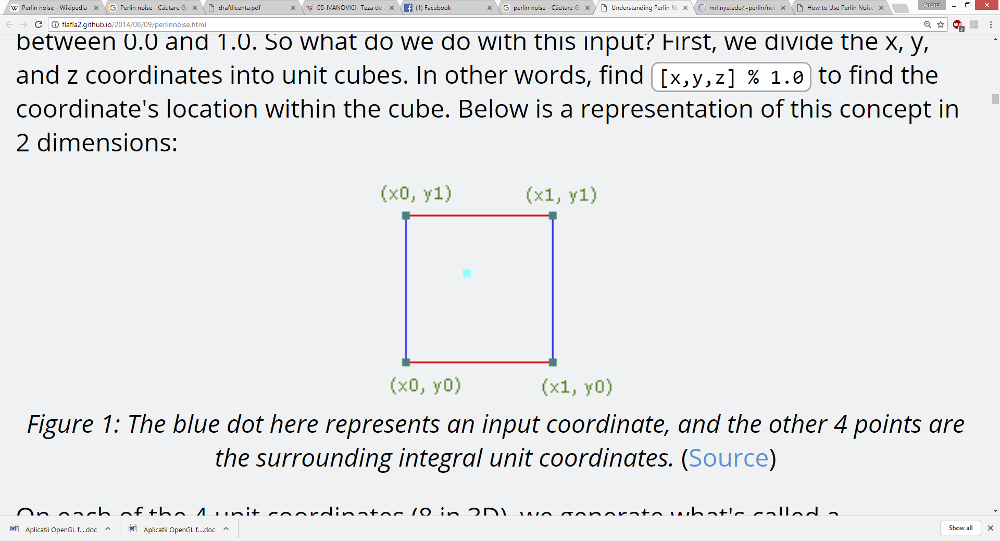 Perlin noise - Wikipedia
Perlin noise - Căutare Go
draftlicenta.pdf
05-IVANOVICI- Teza de
(1) Facebook
perlin noise - Căutare Go
Understanding Perlin No
mrl.nyu.edu/~perlin/noi
How to Use Perlin Noise
Andrei
flafla2.github.io/2014/08/09/perlinnoise.html
ABP
3
between 0.0 and 1.0. So what do we do with this input? First, we divide the x, y,
and z coordinates into unit cubes. In other words, find [x,y,z] % 1.0 to find the
coordinate's location within the cube. Below is a representation of this concept in
2 dimensions:
(x0, y1)
(x1, y1)
(x0, y0)
(x1, y0)
Figure 1: The blue dot here represents an input coordinate, and the other 4 points are
the surrounding integral unit coordinates. (Source)
On each of the 4 unit coordinates (8 in 3D), we generate what's called a
Aplicatii OpenGL f....doc
Aplicatii OpenGL f....doc
Show all